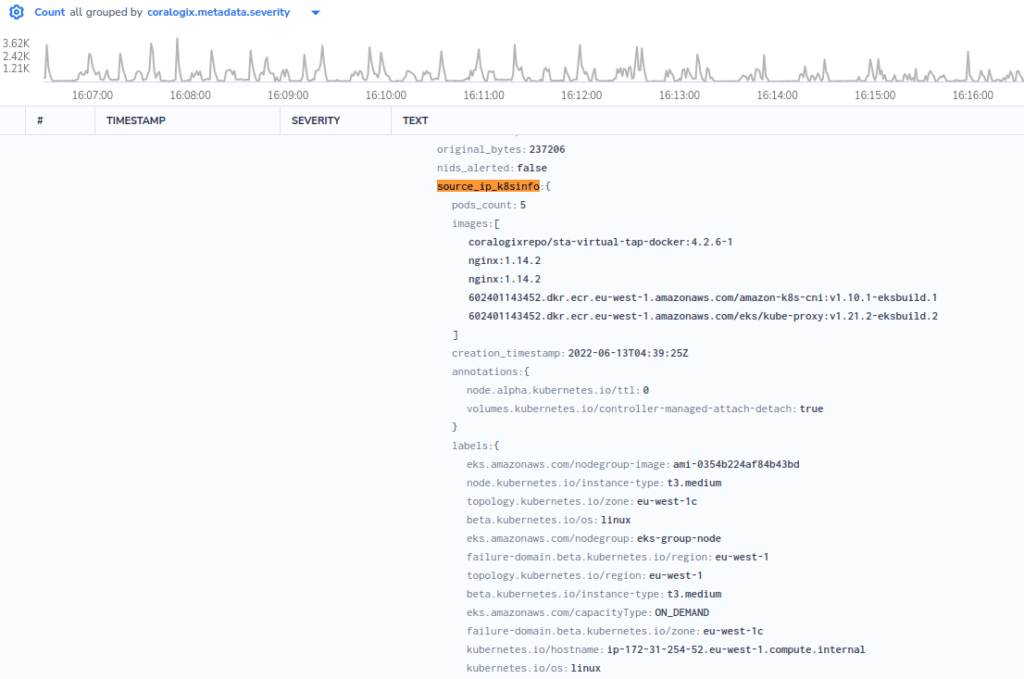 Count all grouped by coralogix.metadata.severity
3.62K
2.42K
1.21K
16:07:00 16:08:00 16:09:00 16:10:00 16:11:00 16:12:00 16:13:00 16:14:00 16:15:00 16:16:00
# TIMESTAMP SEVERITY TEXT
original_bytes: 237206
nids_alerted: false
source_ip_k8sinfo:{
pods_count: 5
images:[
coralogixrepo/sta-virtual-tap-docker:4.2.6-1
nginx:1.14.2
nginx:1.14.2
602401143452.dkr.ecr.eu-west-1.amazonaws.com/amazon-k8s-cni:v1.10.1-eksbuild.1
602401143452.dkr.ecr.eu-west-1.amazonaws.com/eks/kube-proxy:v1.21.2-eksbuild.2
]
creation_timestamp: 2022-06-13T04:39:25Z
annotations:{
node.alpha.kubernetes.io/ttl: 0
volumes.kubernetes.io/controller-managed-attach-detach: true
}
labels:{
eks.amazonaws.com/nodegroup-image: ami-0354b224af84b43bd
node.kubernetes.io/instance-type: t3.medium
topology.kubernetes.io/zone: eu-west-1c
beta.kubernetes.io/os: linux
eks.amazonaws.com/nodegroup: eks-group-node
failure-domain.beta.kubernetes.io/region: eu-west-1
topology.kubernetes.io/region: eu-west-1
beta.kubernetes.io/instance-type: t3.medium
eks.amazonaws.com/capacityType: ON_DEMAND
failure-domain.beta.kubernetes.io/zone: eu-west-1c
kubernetes.io/hostname: ip-172-31-254-52.eu-west-1.compute.internal
kubernetes.io/os: linux